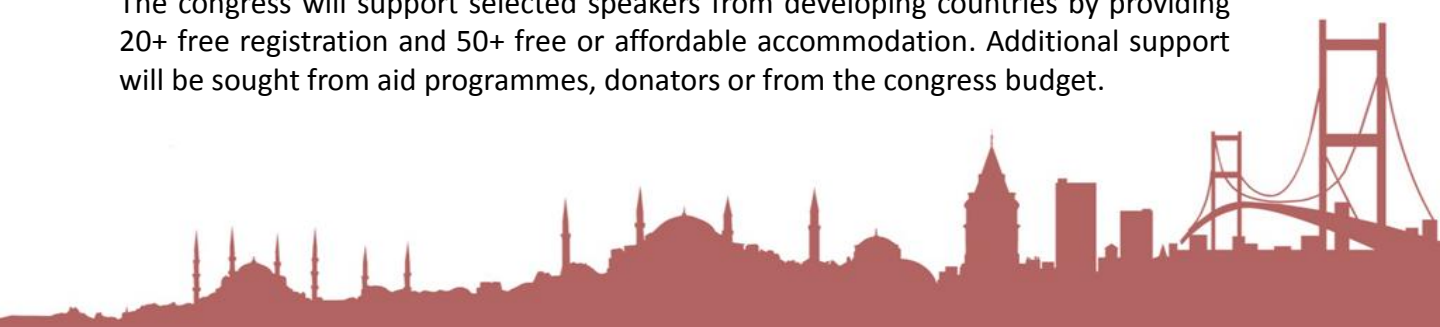 The congress will support selected speakers from developing countries by providing
20+ free registration and 50+ free or affordable accommodation. Additional support
will be sought from aid programmes, donators or from the congress budget.